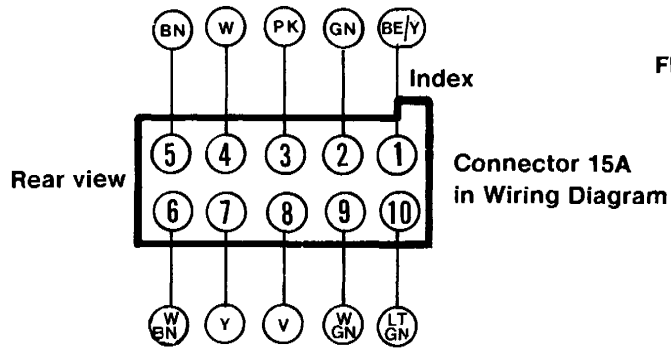 BN W PK GN BE/Y
Index
FU
5 4 3 2 1
Rear view
Connector 15A
in Wiring Diagram
6 7 8 9 10
W BN Y V W GN LT GN